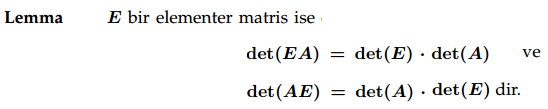 Lemma E bir elementer matris ise
det(EA) = det(E) · det(A) ve
det(AE) = det(A) · det(E) dir.